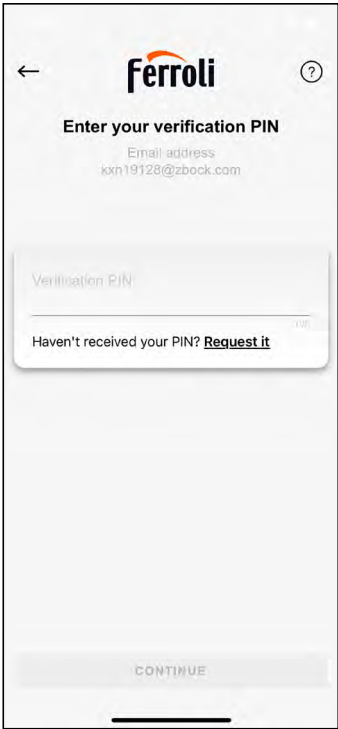 ferroli
?
Enter your verification PIN
Email address
kxn19128@zbock.com
Verification PIN
Haven't received your PIN? Request it
CONTINUE